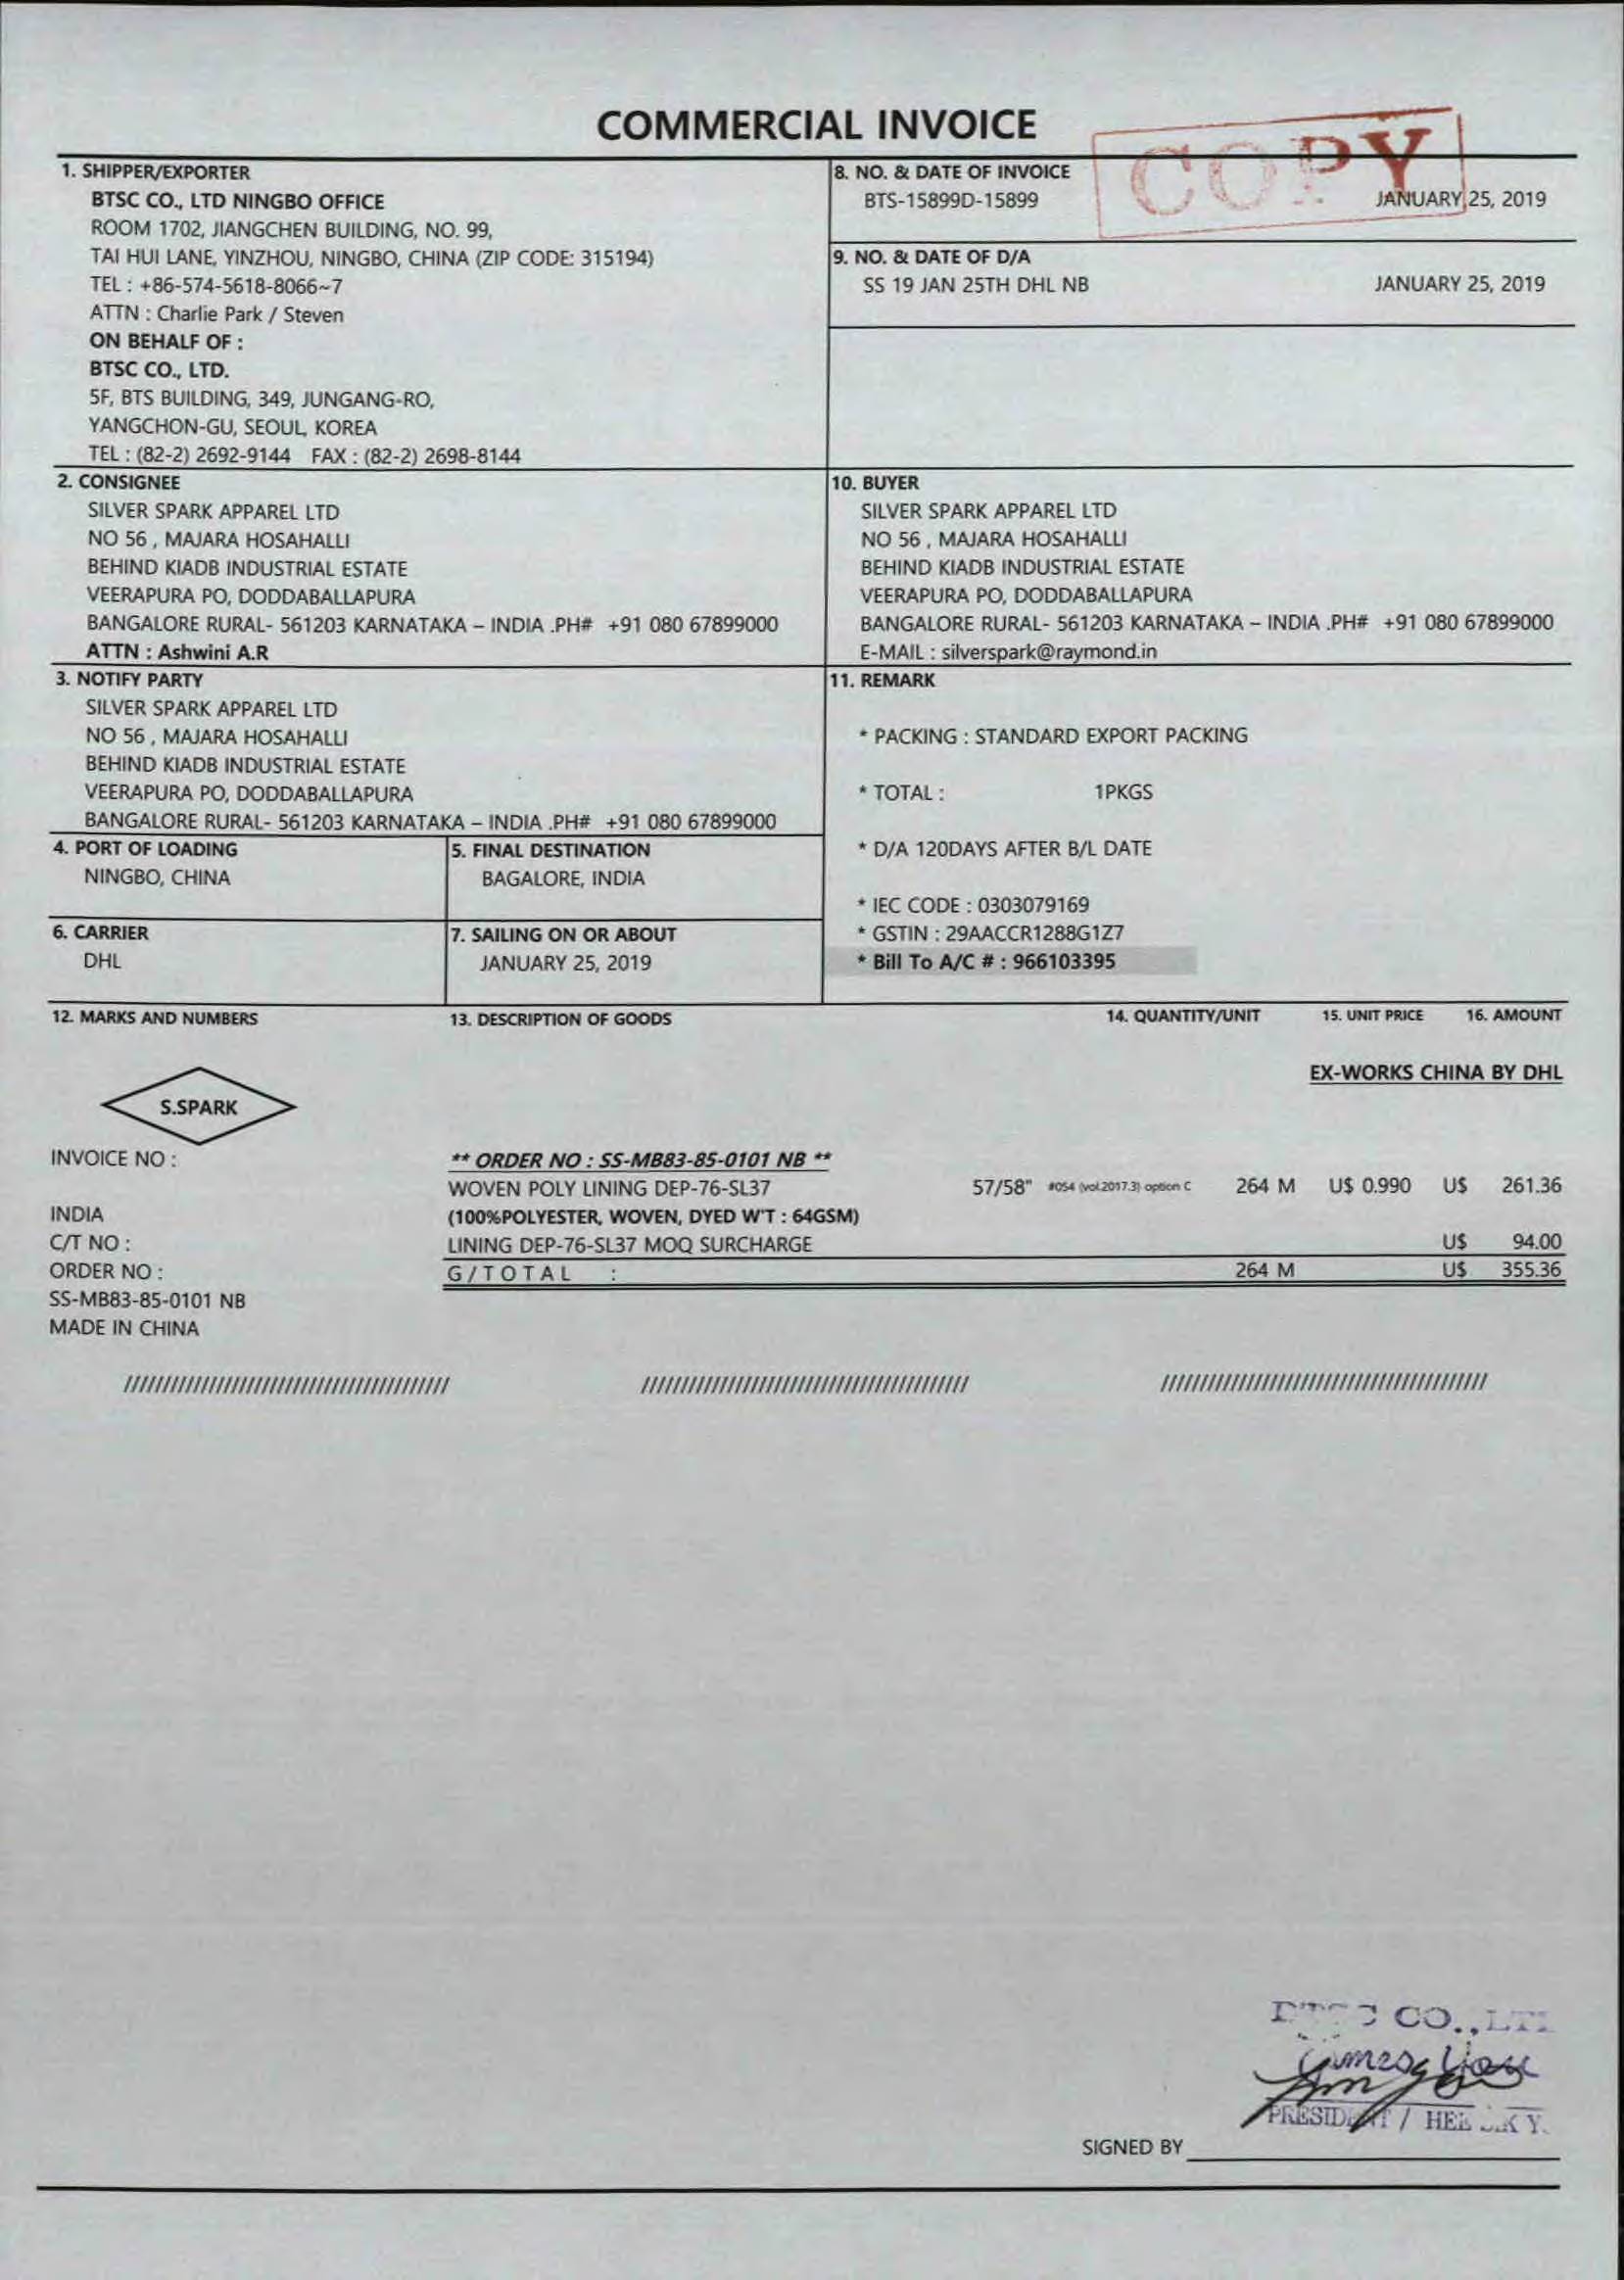 COMMERCIAL INVOICE
COPY
1. SHIPPER/EXPORTER
BTSC CO., LTD NINGBO OFFICE
ROOM 1702, JIANGCHEN BUILDING, NO. 99,
TAI HUI LANE, YINZHOU, NINGBO, CHINA (ZIP CODE: 315194)
TEL : +86-574-5618-8066~7
ATTN : Charlie Park / Steven
ON BEHALF OF :
BTSC CO., LTD.
5F, BTS BUILDING, 349, JUNGANG-RO,
YANGCHON-GU, SEOUL, KOREA
TEL : (82-2) 2692-9144 FAX : (82-2) 2698-8144
8. NO. & DATE OF INVOICE
BTS-15899D-15899 JANUARY 25, 2019
9. NO. & DATE OF D/A
SS 19 JAN 25TH DHL NB JANUARY 25, 2019
2. CONSIGNEE
SILVER SPARK APPAREL LTD
NO 56 , MAJARA HOSAHALLI
BEHIND KIADB INDUSTRIAL ESTATE
VEERAPURA PO, DODDABALLAPURA
BANGALORE RURAL- 561203 KARNATAKA – INDIA .PH# +91 080 67899000
ATTN : Ashwini A.R
10. BUYER
SILVER SPARK APPAREL LTD
NO 56 , MAJARA HOSAHALLI
BEHIND KIADB INDUSTRIAL ESTATE
VEERAPURA PO, DODDABALLAPURA
BANGALORE RURAL- 561203 KARNATAKA – INDIA .PH# +91 080 67899000
E-MAIL : silverspark@raymond.in
3. NOTIFY PARTY
SILVER SPARK APPAREL LTD
NO 56 , MAJARA HOSAHALLI
BEHIND KIADB INDUSTRIAL ESTATE
VEERAPURA PO, DODDABALLAPURA
BANGALORE RURAL- 561203 KARNATAKA – INDIA .PH# +91 080 67899000
11. REMARK
* PACKING : STANDARD EXPORT PACKING
* TOTAL : 1PKGS
* D/A 120DAYS AFTER B/L DATE
* IEC CODE : 0303079169
* GSTIN : 29AACCR1288G1Z7
* Bill To A/C # : 966103395
4. PORT OF LOADING
NINGBO, CHINA
5. FINAL DESTINATION
BAGALORE, INDIA
6. CARRIER
DHL
7. SAILING ON OR ABOUT
JANUARY 25, 2019
12. MARKS AND NUMBERS 13. DESCRIPTION OF GOODS 14. QUANTITY/UNIT 15. UNIT PRICE 16. AMOUNT
EX-WORKS CHINA BY DHL
S.SPARK
INVOICE NO : ** ORDER NO : SS-MB83-85-0101 NB **
WOVEN POLY LINING DEP-76-SL37 57/58" #054 (vol.2017.3) option C 264 M U$ 0.990 U$ 261.36
INDIA (100%POLYESTER, WOVEN, DYED W'T : 64GSM)
C/T NO : LINING DEP-76-SL37 MOQ SURCHARGE U$ 94.00
ORDER NO : G/TOTAL : 264 M U$ 355.36
SS-MB83-85-0101 NB
MADE IN CHINA
//////////////////////////////////////////// //////////////////////////////////////////// ////////////////////////////////////////////
CO.,
PRESIDENT /
SIGNED BY